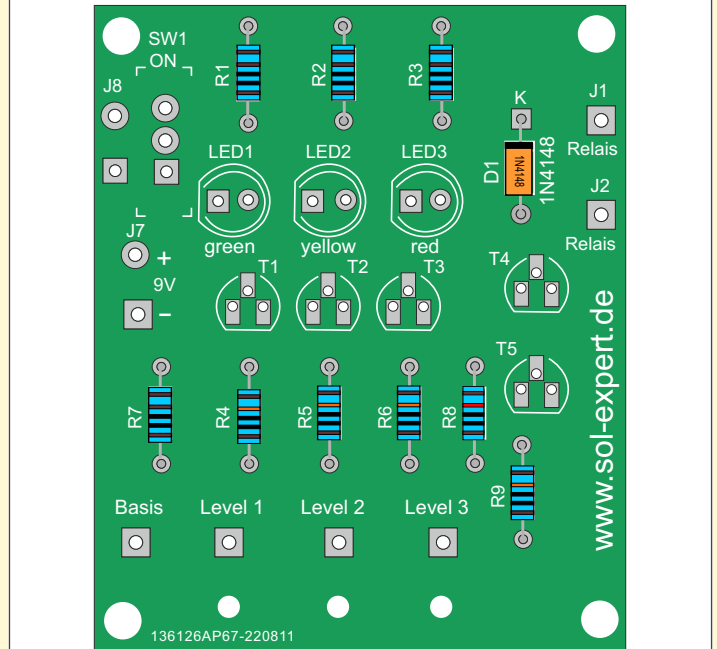 SW1
ON
J8
R1
R2
R3
K
J1
Relais
D1
1N4148
1N4148
J2
Relais
LED1
LED2
LED3
green
yellow
red
J7
+
9V
-
T1
T2
T3
T4
T5
R7
R4
R5
R6
R8
R9
www.sol-expert.de
Basis
Level 1
Level 2
Level 3
136126AP67-220811